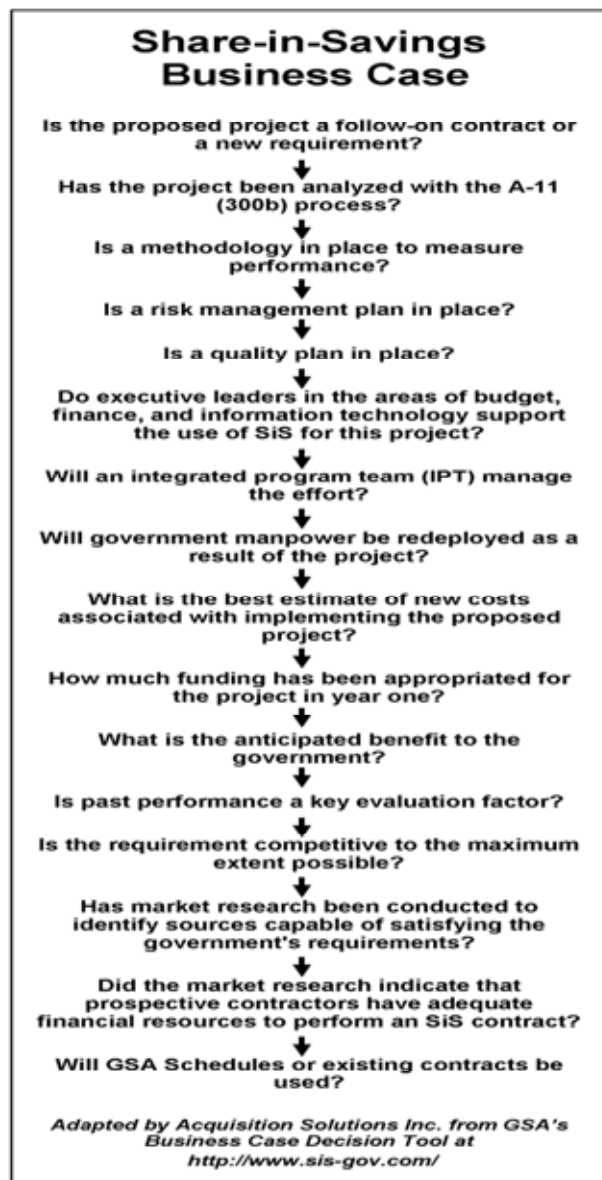 Share-in-Savings
Business Case
Is the proposed project a follow-on contract or
a new requirement?
Has the project been analyzed with the A-11
(300b) process?
Is a methodology in place to measure
performance?
Is a risk management plan in place?
Is a quality plan in place?
Do executive leaders in the areas of budget,
finance, and information technology support
the use of SiS for this project?
Will an integrated program team (IPT) manage
the effort?
Will government manpower be redeployed as a
result of the project?
What is the best estimate of new costs
associated with implementing the proposed
project?
How much funding has been appropriated for
the project in year one?
What is the anticipated benefit to the
government?
Is past performance a key evaluation factor?
Is the requirement competitive to the maximum
extent possible?
Has market research been conducted to
identify sources capable of satisfying the
government's requirements?
Did the market research indicate that
prospective contractors have adequate
financial resources to perform an SiS contract?
Will GSA Schedules or existing contracts be
used?
Adapted by Acquisition Solutions Inc. from GSA's
Business Case Decision Tool at
http://www.sis-gov.com/